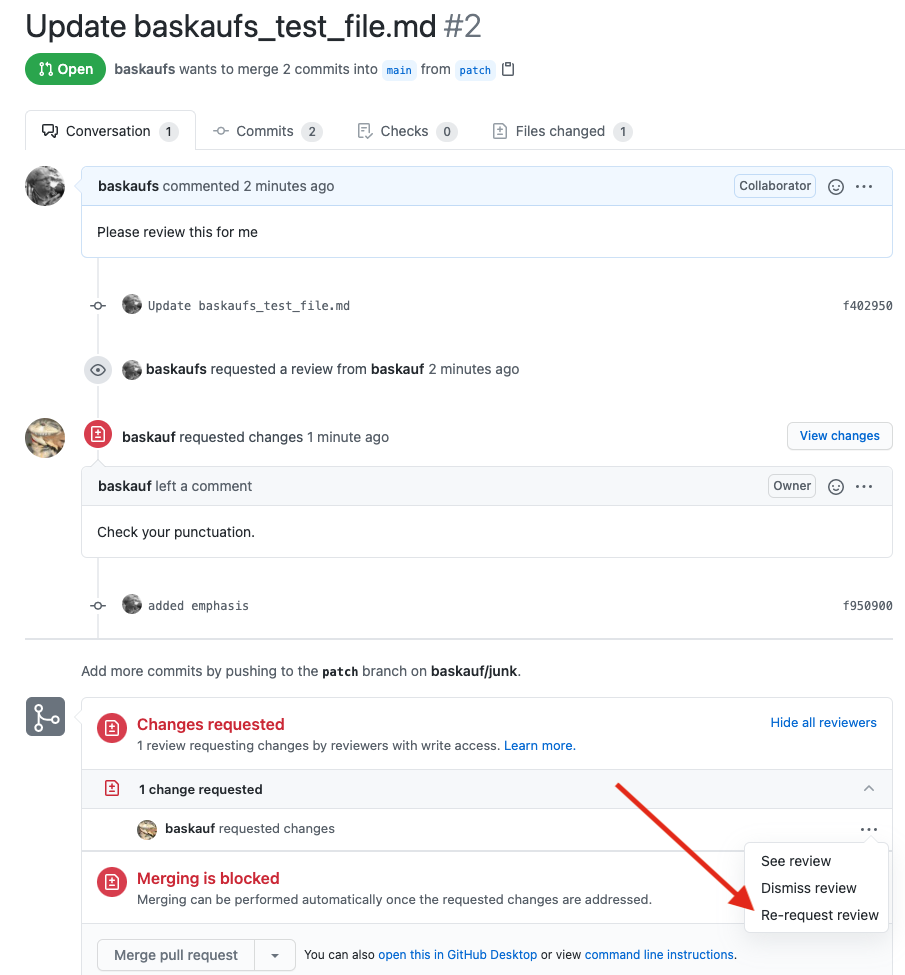 Update baskaufs_test_file.md #2
Open baskaufs wants to merge 2 commits into main from patch
Conversation 1 Commits 2 Checks 0 Files changed 1
baskaufs commented 2 minutes ago Collaborator
Please review this for me
Update baskaufs_test_file.md f402950
baskaufs requested a review from baskauf 2 minutes ago
baskauf requested changes 1 minute ago View changes
baskauf left a comment Owner
Check your punctuation.
added emphasis f950900
Add more commits by pushing to the patch branch on baskauf/junk.
Changes requested Hide all reviewers
1 review requesting changes by reviewers with write access. Learn more.
1 change requested
baskauf requested changes
See review
Dismiss review
Re-request review
Merging is blocked
Merging can be performed automatically once the requested changes are addressed.
Merge pull request You can also open this in GitHub Desktop or view command line instructions.